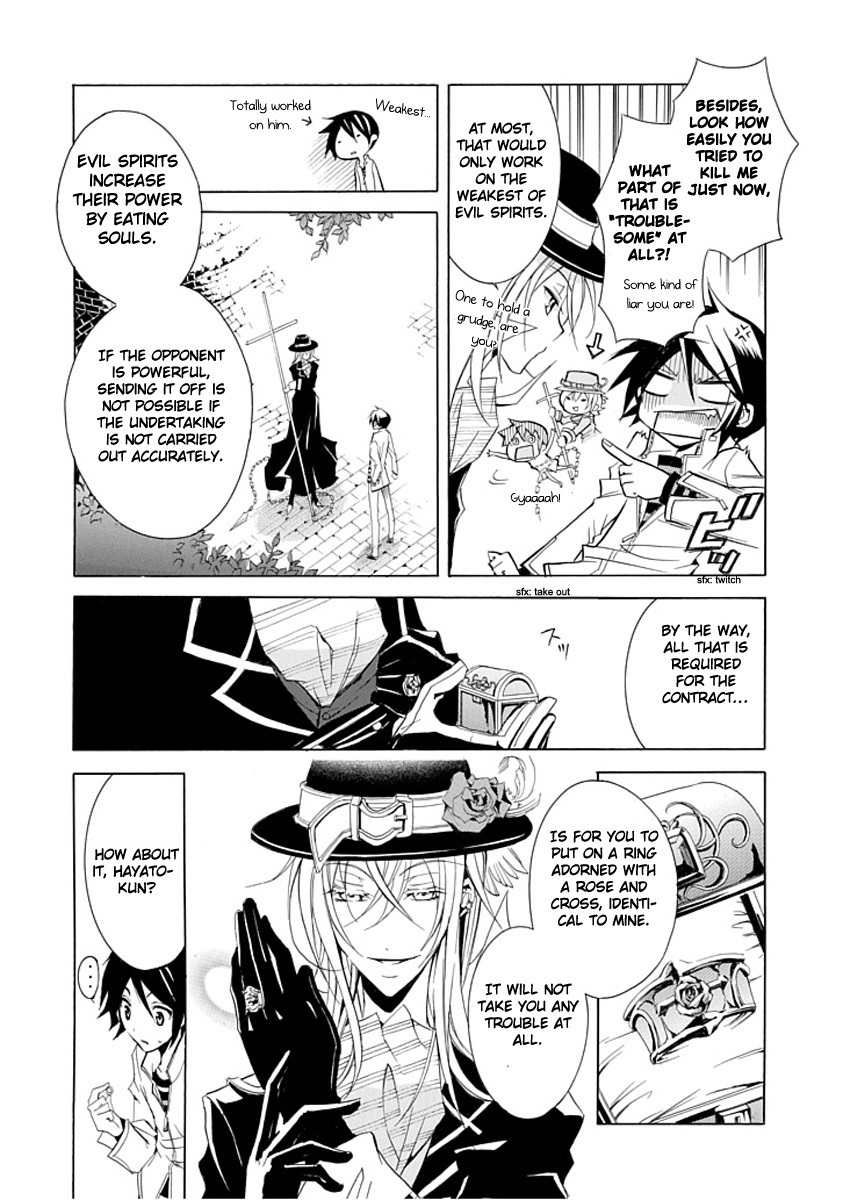 BESIDES,
LOOK HOW
EASILY YOU
TRIED TO
KILL ME
JUST NOW,
WHAT
PART OF
THAT IS
"TROUBLE-
SOME" AT
ALL?!
Some kind of
liar you are!
AT MOST,
THAT WOULD
ONLY WORK
ON THE
WEAKEST OF
EVIL SPIRITS.
One to hold a
grudge, are
you?
Gyaaaah!
ビッ
sfx: twitch
Weakest...
Totally worked
on him.
EVIL SPIRITS
INCREASE
THEIR POWER
BY EATING
SOULS.
IF THE OPPONENT
IS POWERFUL,
SENDING IT OFF IS
NOT POSSIBLE IF
THE UNDERTAKING
IS NOT CARRIED
OUT ACCURATELY.
BY THE WAY,
ALL THAT IS
REQUIRED
FOR THE
CONTRACT...
sfx: take out
スッ
IS FOR YOU TO
PUT ON A RING
ADORNED WITH
A ROSE AND
CROSS, IDENTI-
CAL TO MINE.
IT WILL NOT
TAKE YOU ANY
TROUBLE AT
ALL.
HOW ABOUT
IT, HAYATO-
KUN?
...